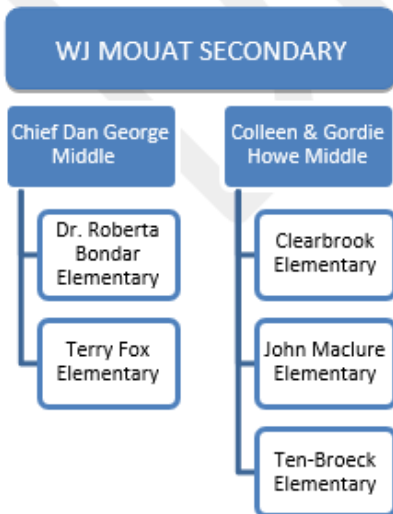 WJ MOUAT SECONDARY
Chief Dan George
Middle
Dr. Roberta
Bondar
Elementary
Terry Fox
Elementary
Colleen & Gordie
Howe Middle
Clearbrook
Elementary
John Maclure
Elementary
Ten-Broeck
Elementary